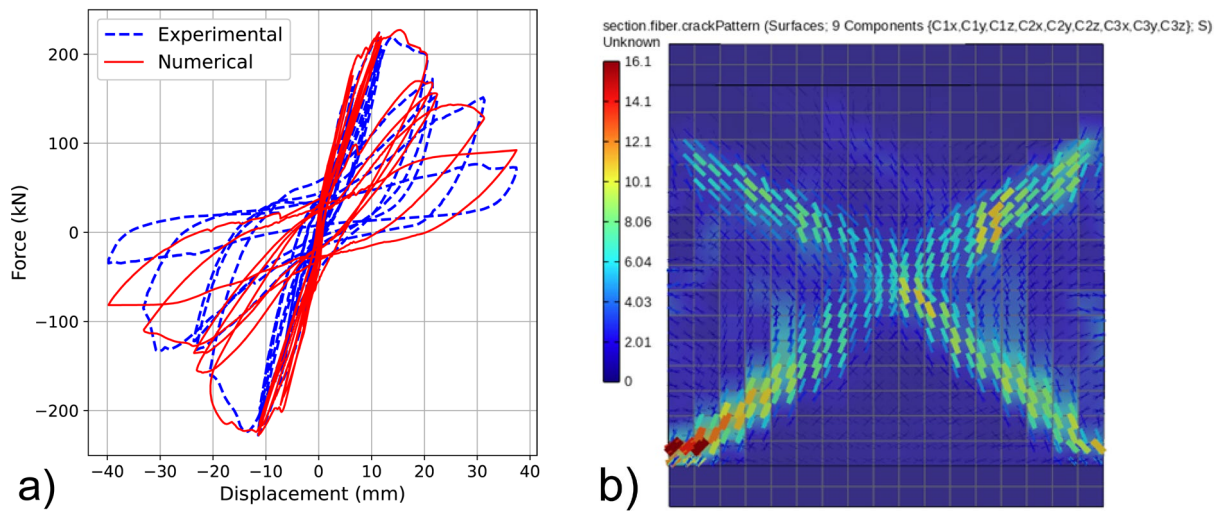 Experimental
Numerical
200
100
0
−100
−200
Force (kN)
−40
−30
−20
−10
0
10
20
30
40
Displacement (mm)
a)
section.fiber.crackPattern (Surfaces; 9 Components {C1x,C1y,C1z,C2x,C2y,C2z,C3x,C3y,C3z}; S)
Unknown
16.1
14.1
12.1
10.1
8.06
6.04
4.03
2.01
0
b)